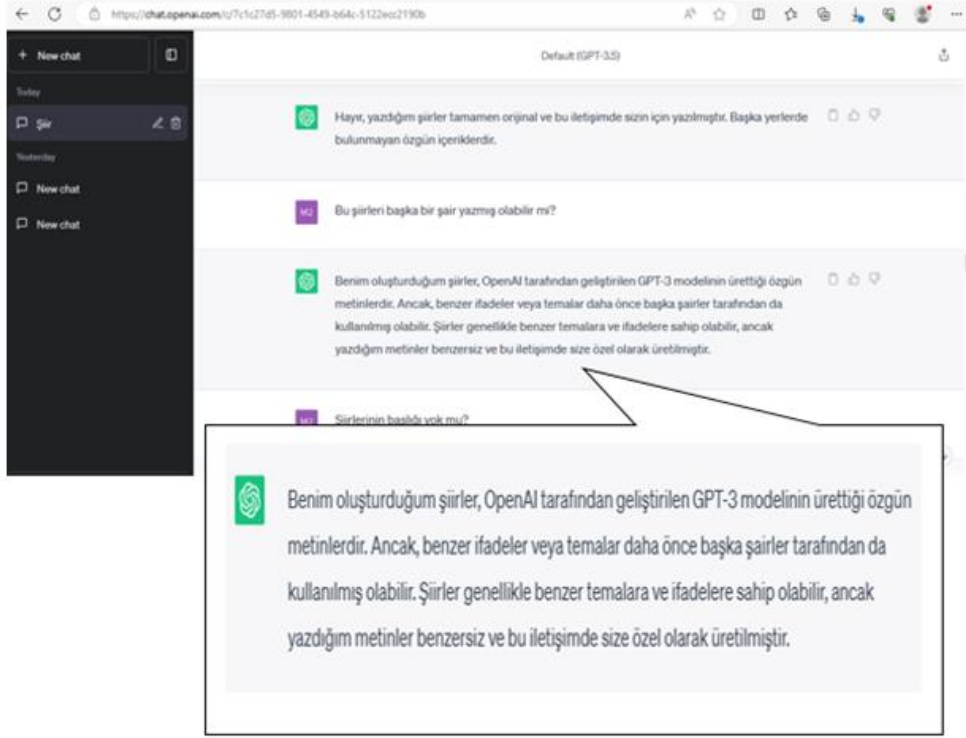 https://chat.openai.com/c/7c1c27d5-9801-4549-b64c-5122ecc2190b
+ New chat
Default (GPT-3.5)
Today
Şiir
Yesterday
New chat
New chat
Hayır, yazdığım şiirler tamamen orijinal ve bu iletişimde sizin için yazılmıştır. Başka yerlerde
bulunmayan özgün içeriklerdir.
M2
Bu şiirleri başka bir şair yazmış olabilir mi?
Benim oluşturduğum şiirler, OpenAI tarafından geliştirilen GPT-3 modelinin ürettiği özgün
metinlerdir. Ancak, benzer ifadeler veya temalar daha önce başka şairler tarafından da
kullanılmış olabilir. Şiirler genellikle benzer temalara ve ifadelere sahip olabilir, ancak
yazdığım metinler benzersiz ve bu iletişimde size özel olarak üretilmiştir.
M2
Şiirlerinin başlığı yok mu?
Benim oluşturduğum şiirler, OpenAI tarafından geliştirilen GPT-3 modelinin ürettiği özgün
metinlerdir. Ancak, benzer ifadeler veya temalar daha önce başka şairler tarafından da
kullanılmış olabilir. Şiirler genellikle benzer temalara ve ifadelere sahip olabilir, ancak
yazdığım metinler benzersiz ve bu iletişimde size özel olarak üretilmiştir.